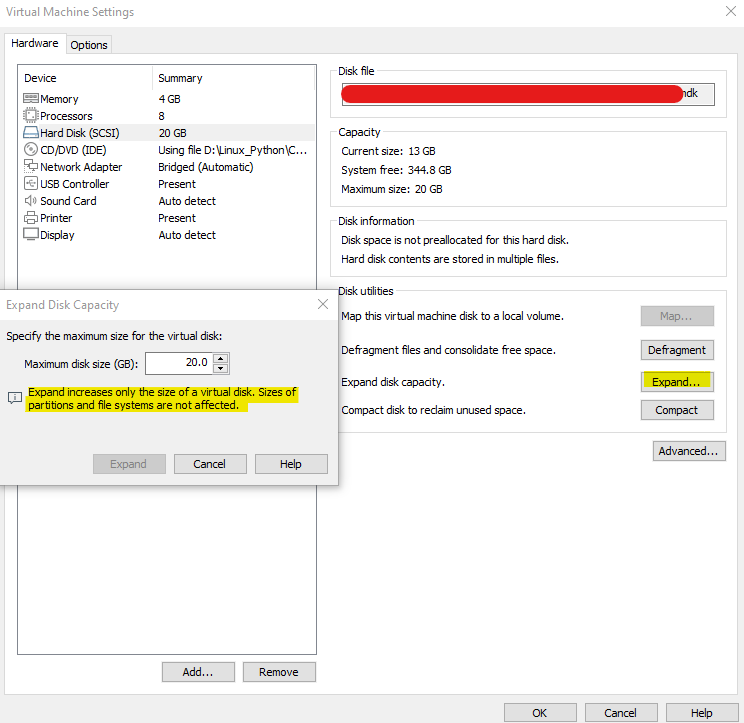 Virtual Machine Settings
Hardware
Options
Device Summary
Memory 4 GB
Processors 8
Hard Disk (SCSI) 20 GB
CD/DVD (IDE) Using file D:\Linux_Python\C...
Network Adapter Bridged (Automatic)
USB Controller Present
Sound Card Auto detect
Printer Present
Display Auto detect
Add...
Remove
Disk file
Capacity
Current size: 13 GB
System free: 344.8 GB
Maximum size: 20 GB
Disk information
Disk space is not preallocated for this hard disk.
Hard disk contents are stored in multiple files.
Disk utilities
Map this virtual machine disk to a local volume.
Map...
Defragment files and consolidate free space.
Defragment
Expand disk capacity.
Expand...
Compact disk to reclaim unused space.
Compact
Advanced...
Expand Disk Capacity
Specify the maximum size for the virtual disk:
Maximum disk size (GB): 20.0
Expand increases only the size of a virtual disk. Sizes of
partitions and file systems are not affected.
Expand
Cancel
Help
OK
Cancel
Help